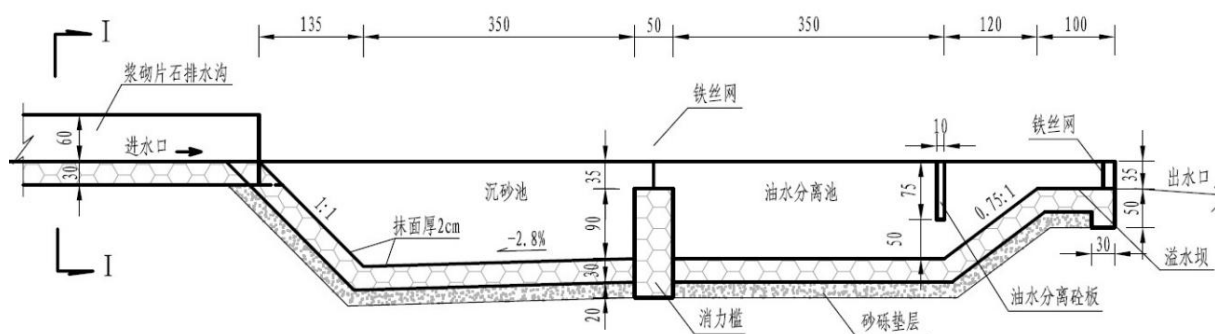 135
350
50
350
120
100
I
I
浆砌片石排水沟
铁丝网
铁丝网
10
60
进水口
30
沉砂池
35
油水分离池
75
35
出水口
50
1:1
抹面厚2cm
-2.8%
90
50
0.75:1
30
溢水坝
30
20
消力槛
砂砾垫层
油水分离砼板